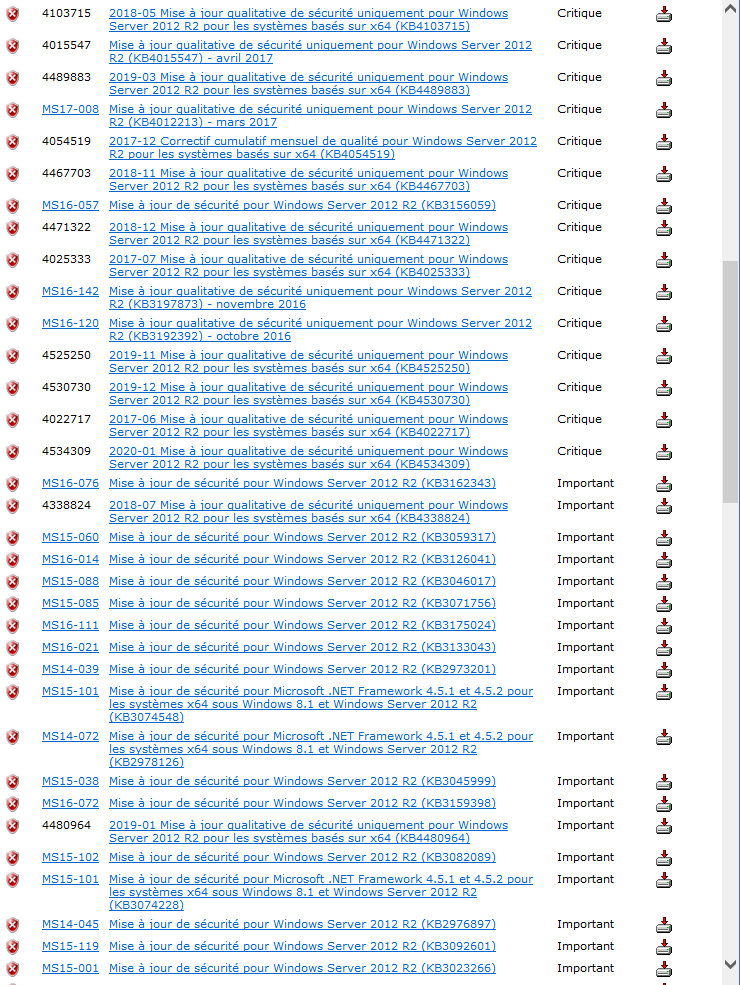 4103715 2018-05 Mise à jour qualitative de sécurité uniquement pour Windows Critique
Server 2012 R2 pour les systèmes basés sur x64 (KB4103715)
4015547 Mise à jour qualitative de sécurité uniquement pour Windows Server 2012 Critique
R2 (KB4015547) - avril 2017
4489883 2019-03 Mise à jour qualitative de sécurité uniquement pour Windows Critique
Server 2012 R2 pour les systèmes basés sur x64 (KB4489883)
MS17-008 Mise à jour qualitative de sécurité uniquement pour Windows Server 2012 Critique
R2 (KB4012213) - mars 2017
4054519 2017-12 Correctif cumulatif mensuel de qualité pour Windows Server 2012 Critique
R2 pour les systèmes basés sur x64 (KB4054519)
4467703 2018-11 Mise à jour qualitative de sécurité uniquement pour Windows Critique
Server 2012 R2 pour les systèmes basés sur x64 (KB4467703)
MS16-057 Mise à jour de sécurité pour Windows Server 2012 R2 (KB3156059) Critique
4471322 2018-12 Mise à jour qualitative de sécurité uniquement pour Windows Critique
Server 2012 R2 pour les systèmes basés sur x64 (KB4471322)
4025333 2017-07 Mise à jour qualitative de sécurité uniquement pour Windows Critique
Server 2012 R2 pour les systèmes basés sur x64 (KB4025333)
MS16-142 Mise à jour qualitative de sécurité uniquement pour Windows Server 2012 Critique
R2 (KB3197873) - novembre 2016
MS16-120 Mise à jour qualitative de sécurité uniquement pour Windows Server 2012 Critique
R2 (KB3192392) - octobre 2016
4525250 2019-11 Mise à jour qualitative de sécurité uniquement pour Windows Critique
Server 2012 R2 pour les systèmes basés sur x64 (KB4525250)
4530730 2019-12 Mise à jour qualitative de sécurité uniquement pour Windows Critique
Server 2012 R2 pour les systèmes basés sur x64 (KB4530730)
4022717 2017-06 Mise à jour qualitative de sécurité uniquement pour Windows Critique
Server 2012 R2 pour les systèmes basés sur x64 (KB4022717)
4534309 2020-01 Mise à jour qualitative de sécurité uniquement pour Windows Critique
Server 2012 R2 pour les systèmes basés sur x64 (KB4534309)
MS16-076 Mise à jour de sécurité pour Windows Server 2012 R2 (KB3162343) Important
4338824 2018-07 Mise à jour qualitative de sécurité uniquement pour Windows Important
Server 2012 R2 pour les systèmes basés sur x64 (KB4338824)
MS15-060 Mise à jour de sécurité pour Windows Server 2012 R2 (KB3059317) Important
MS16-014 Mise à jour de sécurité pour Windows Server 2012 R2 (KB3126041) Important
MS15-088 Mise à jour de sécurité pour Windows Server 2012 R2 (KB3046017) Important
MS15-085 Mise à jour de sécurité pour Windows Server 2012 R2 (KB3071756) Important
MS16-111 Mise à jour de sécurité pour Windows Server 2012 R2 (KB3175024) Important
MS16-021 Mise à jour de sécurité pour Windows Server 2012 R2 (KB3133043) Important
MS14-039 Mise à jour de sécurité pour Windows Server 2012 R2 (KB2973201) Important
MS15-101 Mise à jour de sécurité pour Microsoft .NET Framework 4.5.1 et 4.5.2 pour Important
les systèmes x64 sous Windows 8.1 et Windows Server 2012 R2
(KB3074548)
MS14-072 Mise à jour de sécurité pour Microsoft .NET Framework 4.5.1 et 4.5.2 pour Important
les systèmes x64 sous Windows 8.1 et Windows Server 2012 R2
(KB2978126)
MS15-038 Mise à jour de sécurité pour Windows Server 2012 R2 (KB3045999) Important
MS16-072 Mise à jour de sécurité pour Windows Server 2012 R2 (KB3159398) Important
4480964 2019-01 Mise à jour qualitative de sécurité uniquement pour Windows Important
Server 2012 R2 pour les systèmes basés sur x64 (KB4480964)
MS15-102 Mise à jour de sécurité pour Windows Server 2012 R2 (KB3082089) Important
MS15-101 Mise à jour de sécurité pour Microsoft .NET Framework 4.5.1 et 4.5.2 pour Important
les systèmes x64 sous Windows 8.1 et Windows Server 2012 R2
(KB3074228)
MS14-045 Mise à jour de sécurité pour Windows Server 2012 R2 (KB2976897) Important
MS15-119 Mise à jour de sécurité pour Windows Server 2012 R2 (KB3092601) Important
MS15-001 Mise à jour de sécurité pour Windows Server 2012 R2 (KB3023266) Important